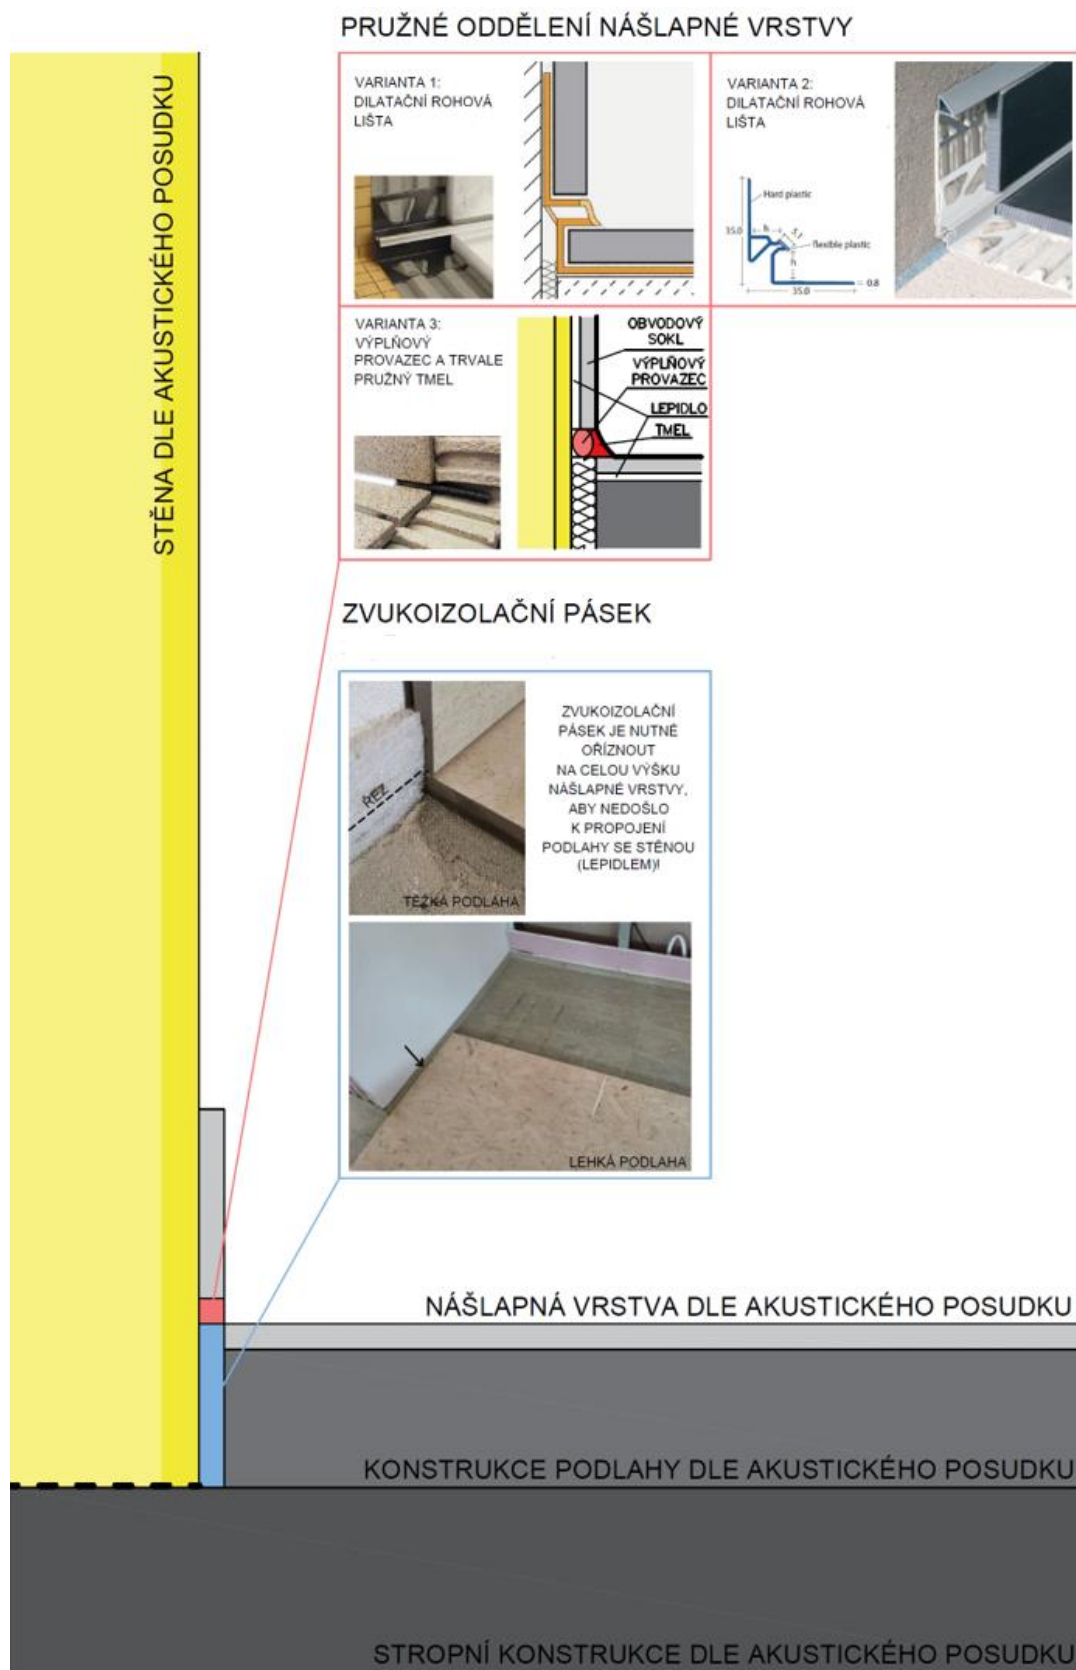 PRUŽNÉ ODDĚLENÍ NÁŠLAPNÉ VRSTVY
VARIANTA 1:
DILATAČNÍ ROHOVÁ
LIŠTA
VARIANTA 2:
DILATAČNÍ ROHOVÁ
LIŠTA
Hard plastic
35.0
h
5.1
flexible plastic
h
0.8
35.0
VARIANTA 3:
VÝPLŇOVÝ
PROVAZEC A TRVALE
PRUŽNÝ TMEL
OBVODOVÝ
SOKL
VÝPLŇOVÝ
PROVAZEC
LEPIDLO
TMEL
STĚNA DLE AKUSTICKÉHO POSUDKU
ZVUKOIZOLAČNÍ PÁSEK
ZVUKOIZOLAČNÍ
PÁSEK JE NUTNÉ
OŘÍZNOUT
NA CELOU VÝŠKU
NÁŠLAPNÉ VRSTVY,
ABY NEDOŠLO
K PROPOJENÍ
PODLAHY SE STĚNOU
(LEPIDLEM)!
ŘEZ
TĚŽKÁ PODLAHA
LEHKÁ PODLAHA
NÁŠLAPNÁ VRSTVA DLE AKUSTICKÉHO POSUDKU
KONSTRUKCE PODLAHY DLE AKUSTICKÉHO POSUDKU
STROPNÍ KONSTRUKCE DLE AKUSTICKÉHO POSUDKU